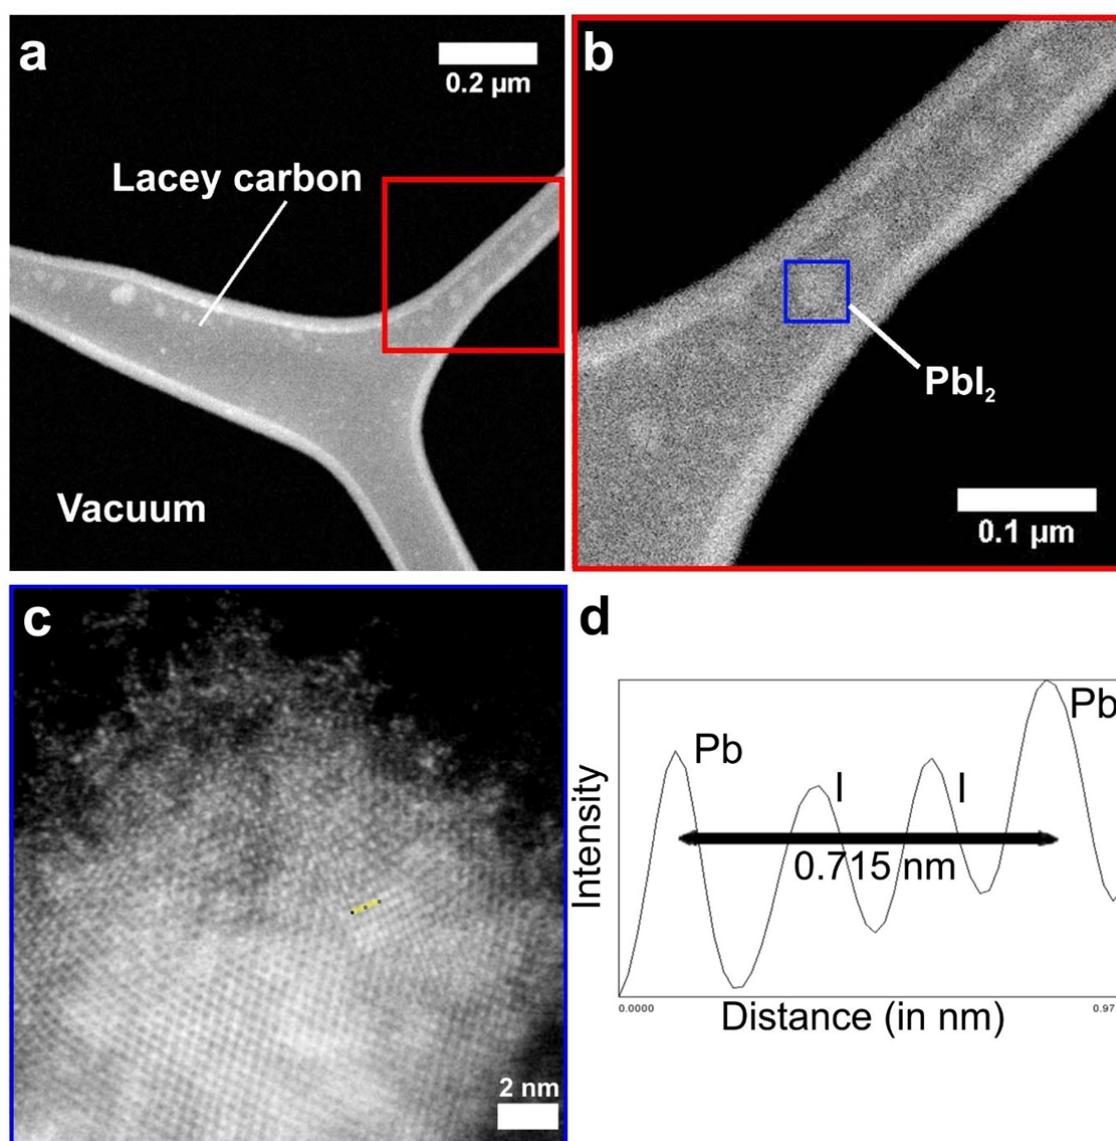 a
0.2 µm
Lacey carbon
Vacuum
b
PbI₂
0.1 µm
c
2 nm
d
Pb
I
I
Pb
0.715 nm
Intensity
0.0000
Distance (in nm)
0.97